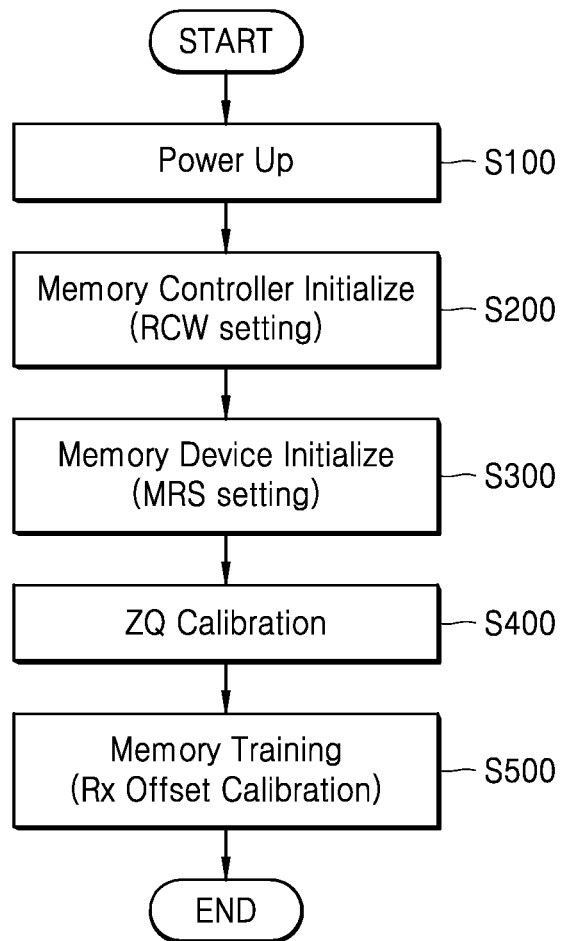 START
Power Up
S100
Memory Controller Initialize
(RCW setting)
S200
Memory Device Initialize
(MRS setting)
S300
ZQ Calibration
S400
Memory Training
(Rx Offset Calibration)
S500
END